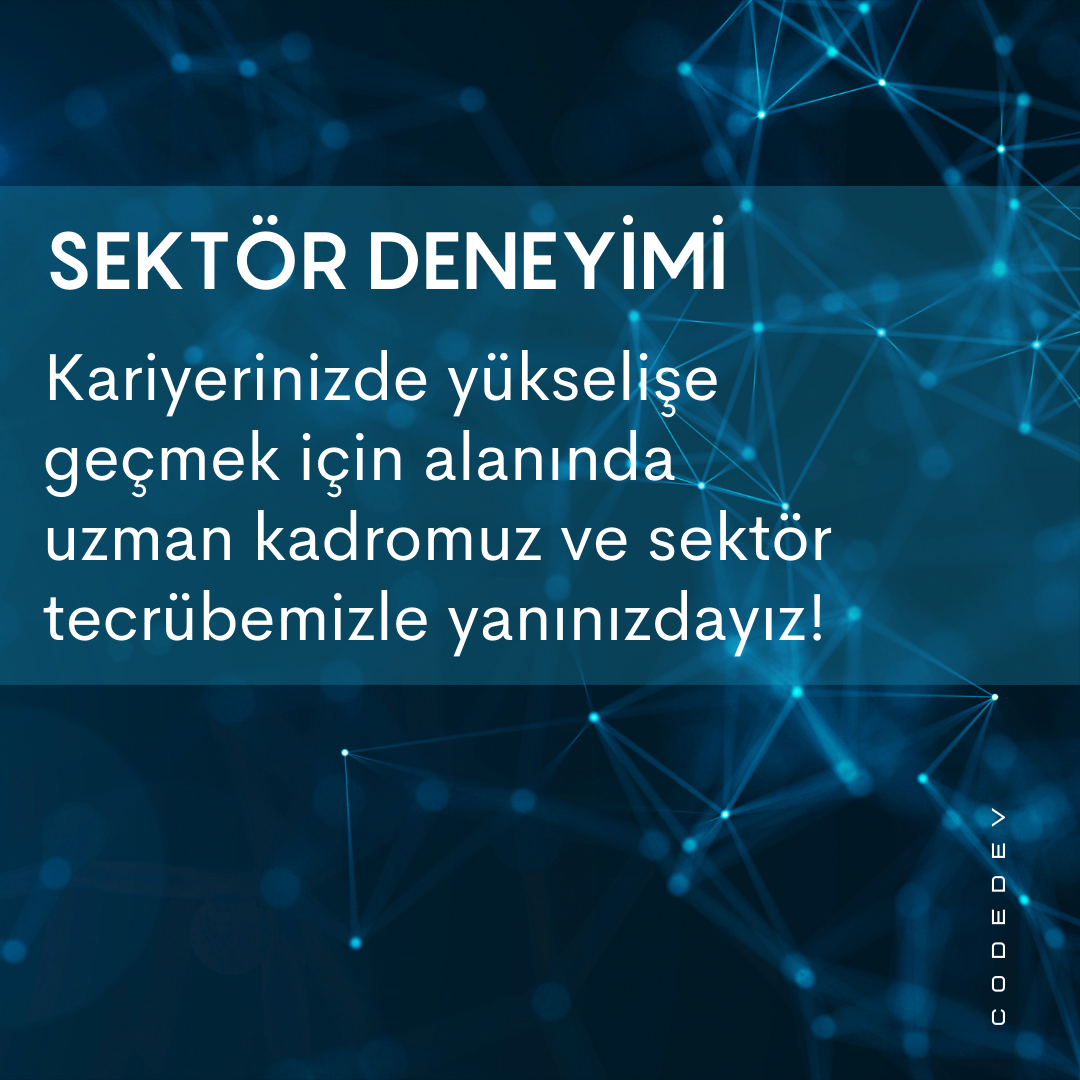 SEKTÖR DENEYİMİ
Kariyerinizde yükselişe
geçmek için alanında
uzman kadromuz ve sektör
tecrübemizle yanınızdayız!
CODEDEV